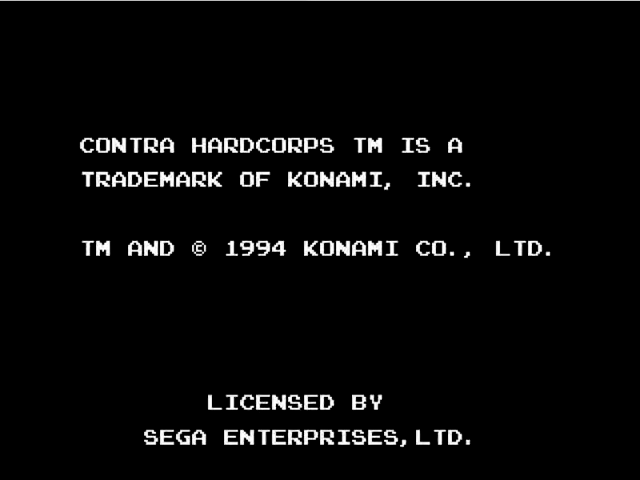 CONTRA HARDCORPS TM IS A
TRADEMARK OF KONAMI, INC.
TM AND © 1994 KONAMI CO., LTD.
LICENSED BY
SEGA ENTERPRISES,LTD.